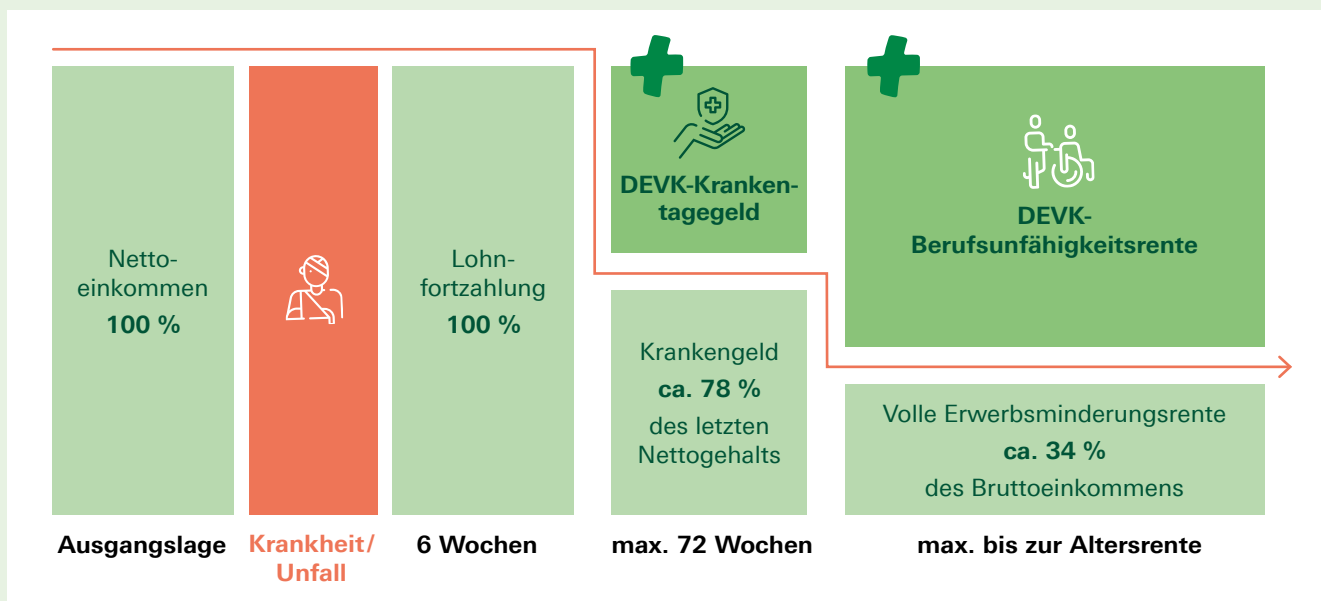 Netto-
einkommen
100 %
Lohn-
fortzahlung
100 %
DEVK-Kranken-
tagegeld
Krankengeld
ca. 78 %
des letzten
Nettogehalts
DEVK-
Berufsunfähigkeitsrente
Volle Erwerbsminderungsrente
ca. 34 %
des Bruttoeinkommens
Ausgangslage
Krankheit/
Unfall
6 Wochen
max. 72 Wochen
max. bis zur Altersrente